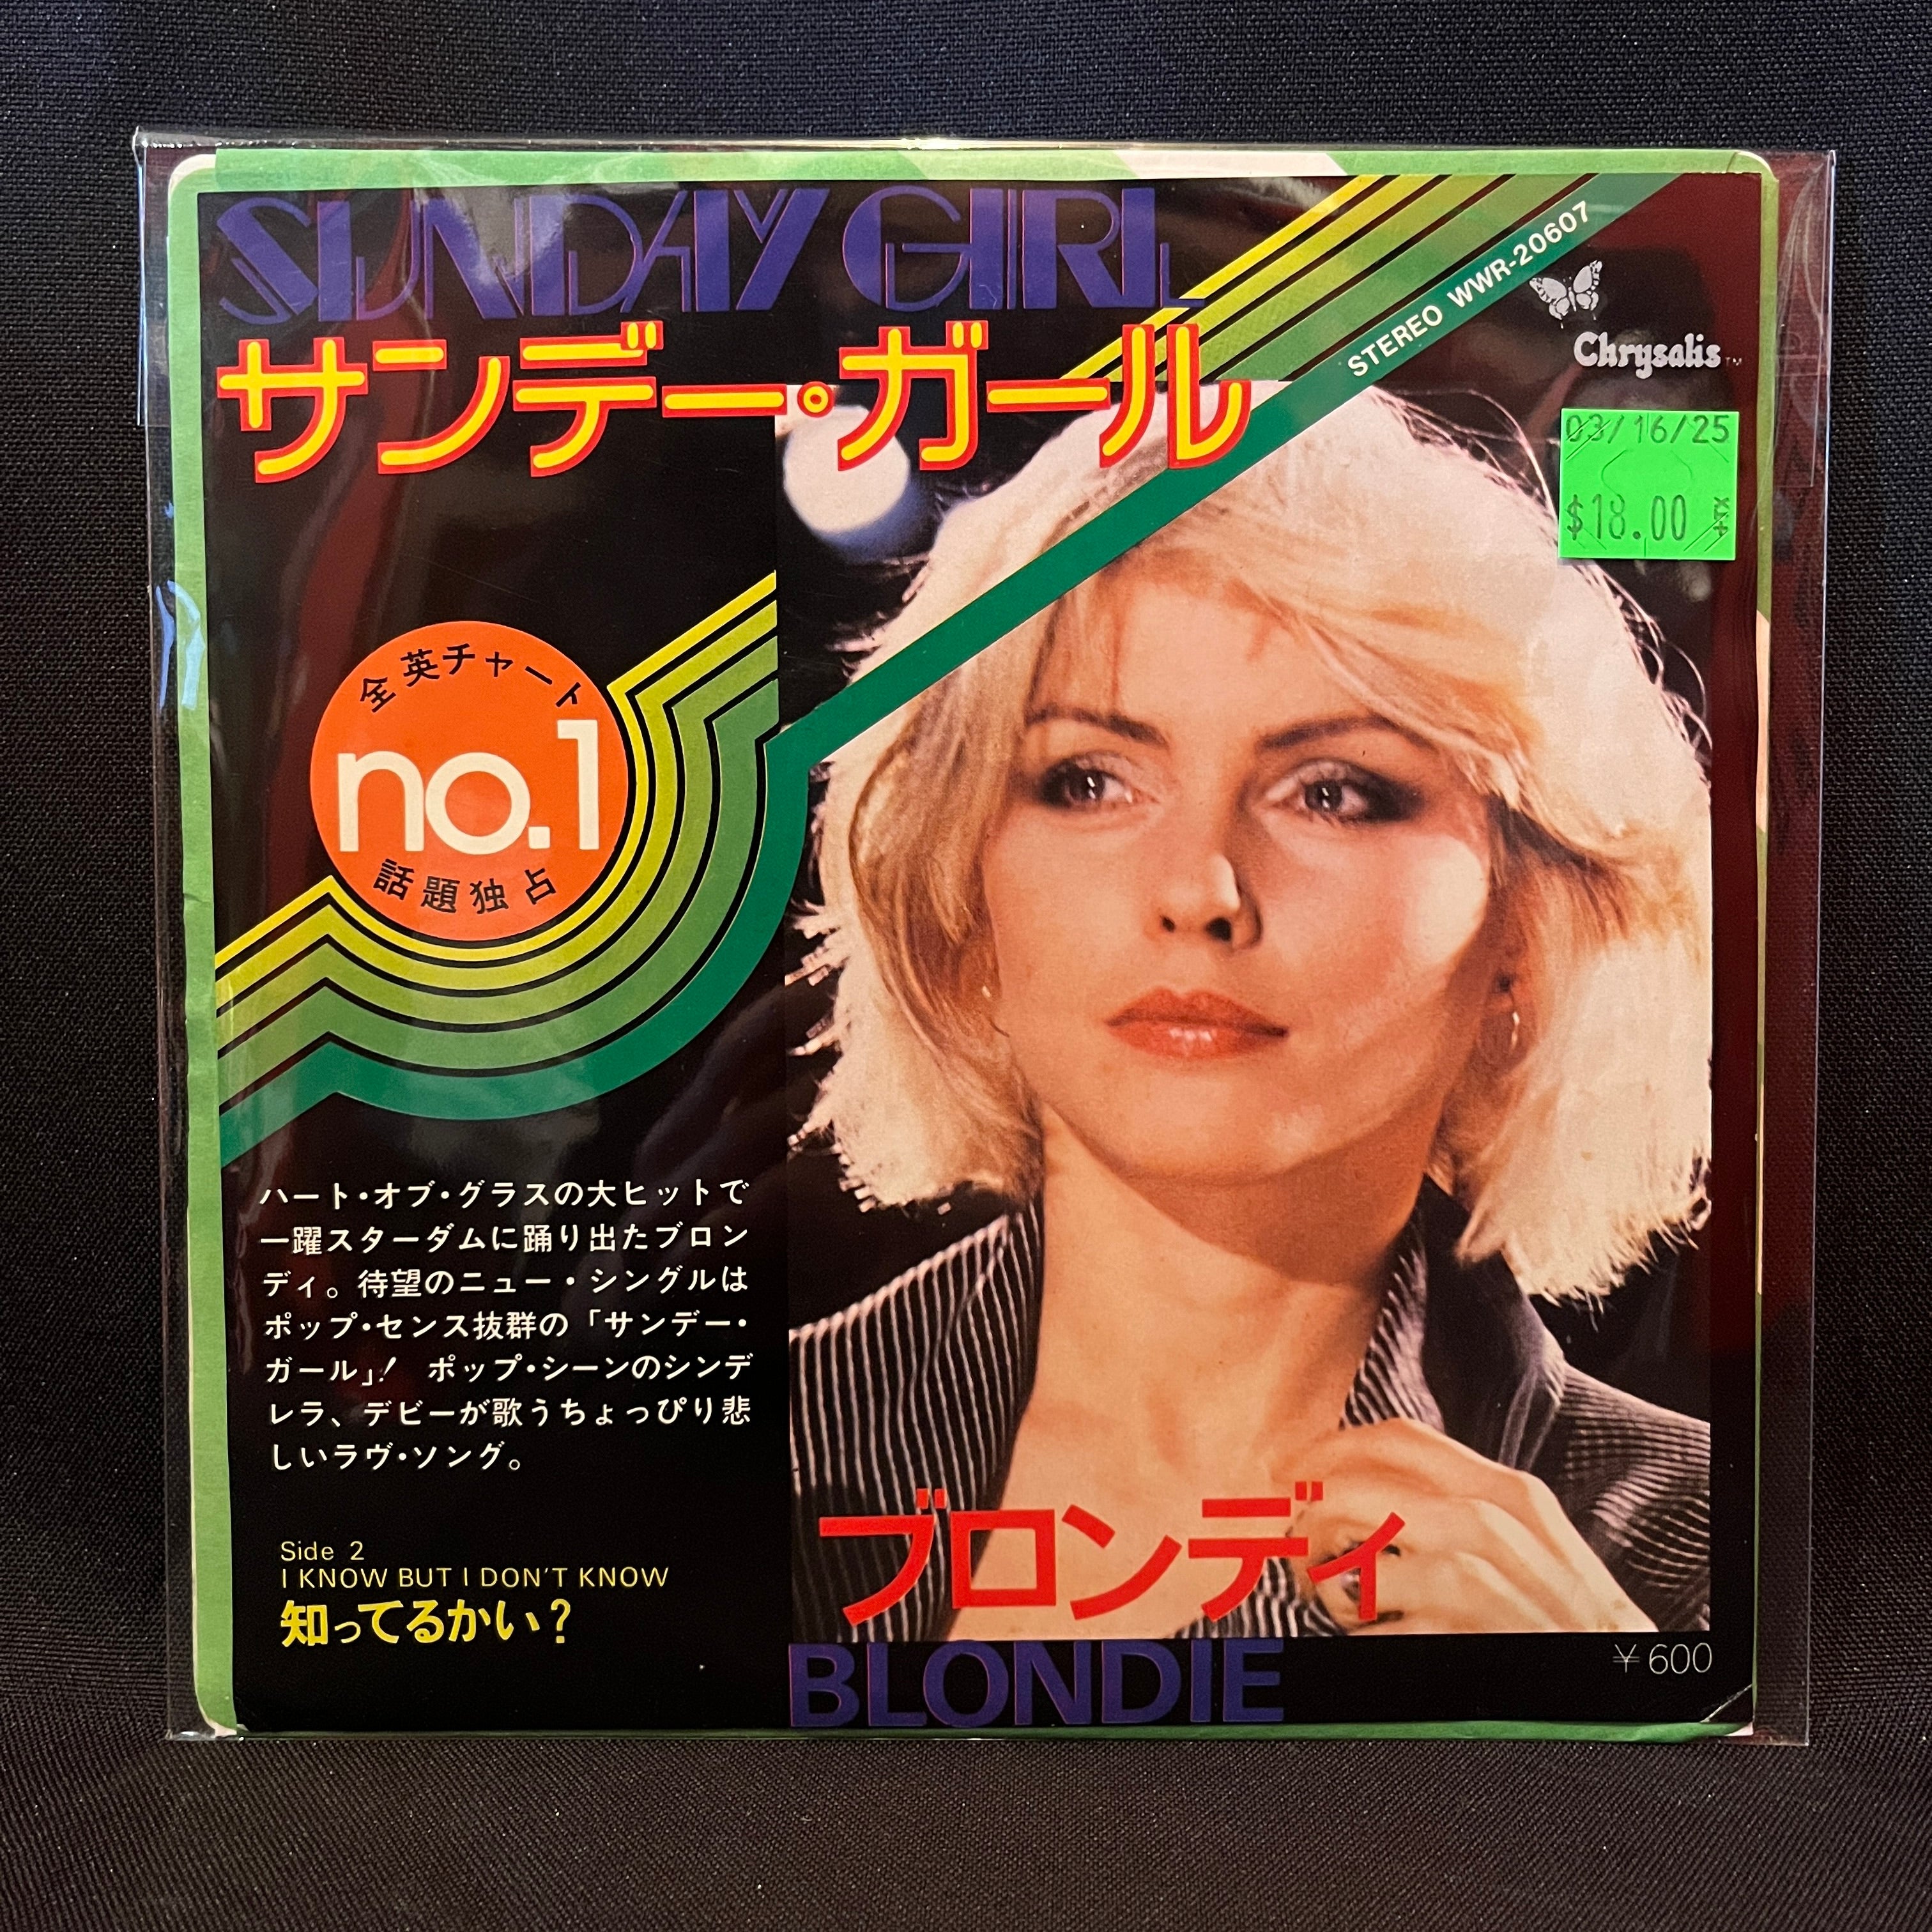 SUNDAY GIRL
サンデー・ガール
STEREO WWR-20607
Chrysalis TM
03/16/25
$18.00
全英チャート
no.1
話題独占
ハート・オブ・グラスの大ヒットで
一躍スターダムに踊り出たブロン
ディ。待望のニュー・シングルは
ポップ・センス抜群の「サンデー・
ガール」! ポップ・シーンのシンデ
レラ、デビーが歌うちょっぴり悲
しいラヴ・ソング。
Side 2
I KNOW BUT I DON'T KNOW
知ってるかい?
ブロンディ
BLONDIE
¥600